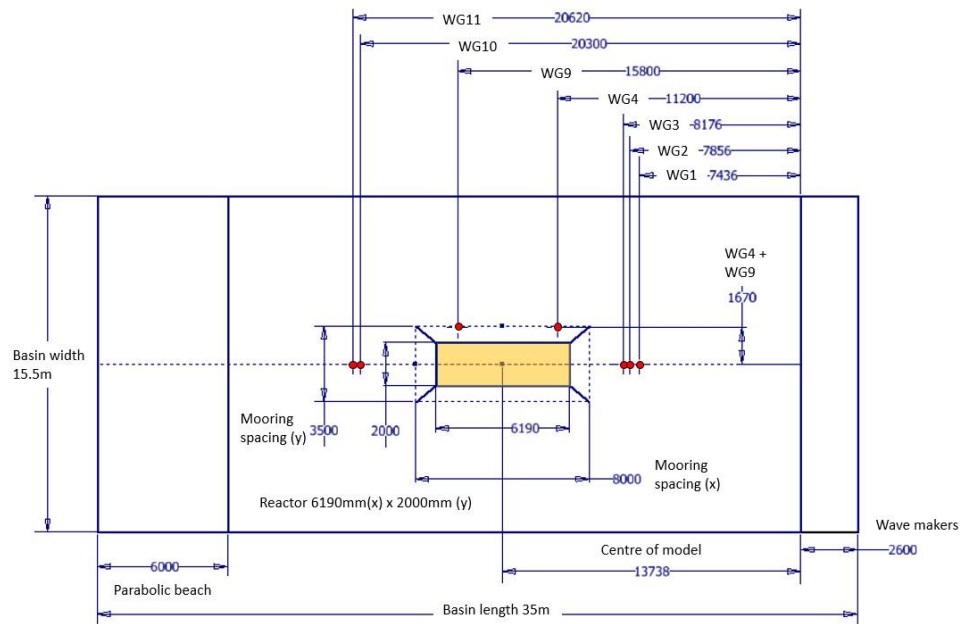 WG11
20620
WG10
20300
WG9
15800
WG4
11200
WG3
8176
WG2
7856
WG1
7436
WG4 +
WG9
1670
Basin width
15.5m
Mooring
spacing (y)
3500
2000
6190
Mooring
spacing (x)
8000
Reactor 6190mm(x) x 2000mm (y)
Wave makers
2600
Centre of model
13738
6000
Parabolic beach
Basin length 35m